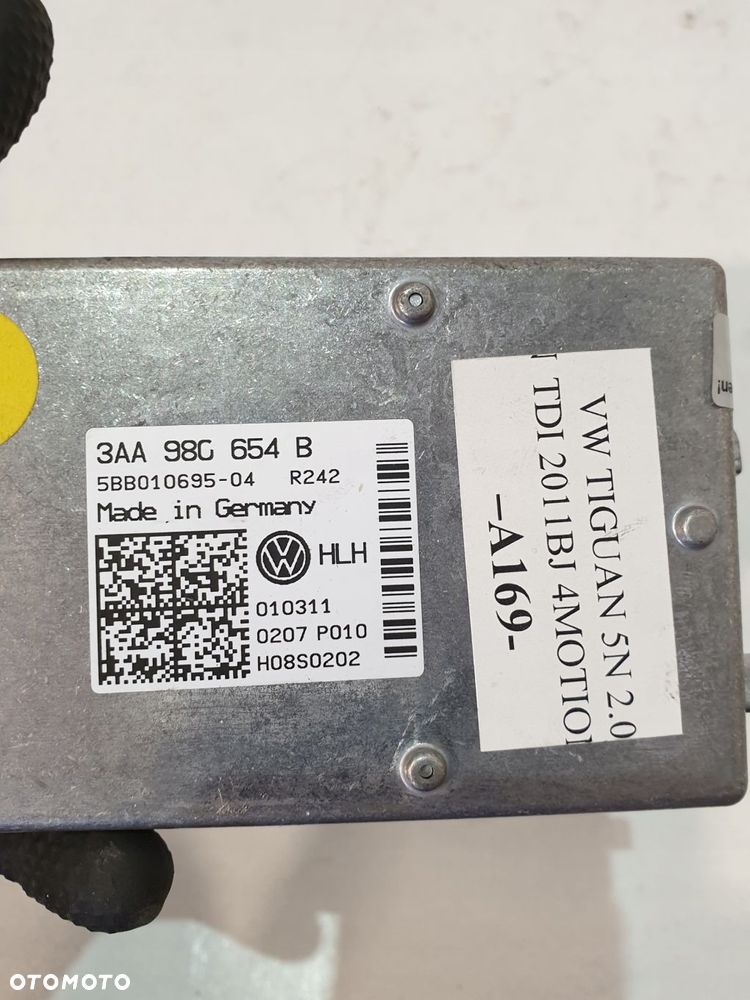 3AA 980 654 B
5BB010695-04 R242
Made in Germany
VW HLH
010311
0207 P010
H08S0202
VW TIGUAN 5N 2.0
TDI 2011BJ 4MOTIO
-A169-
OTOMOTO